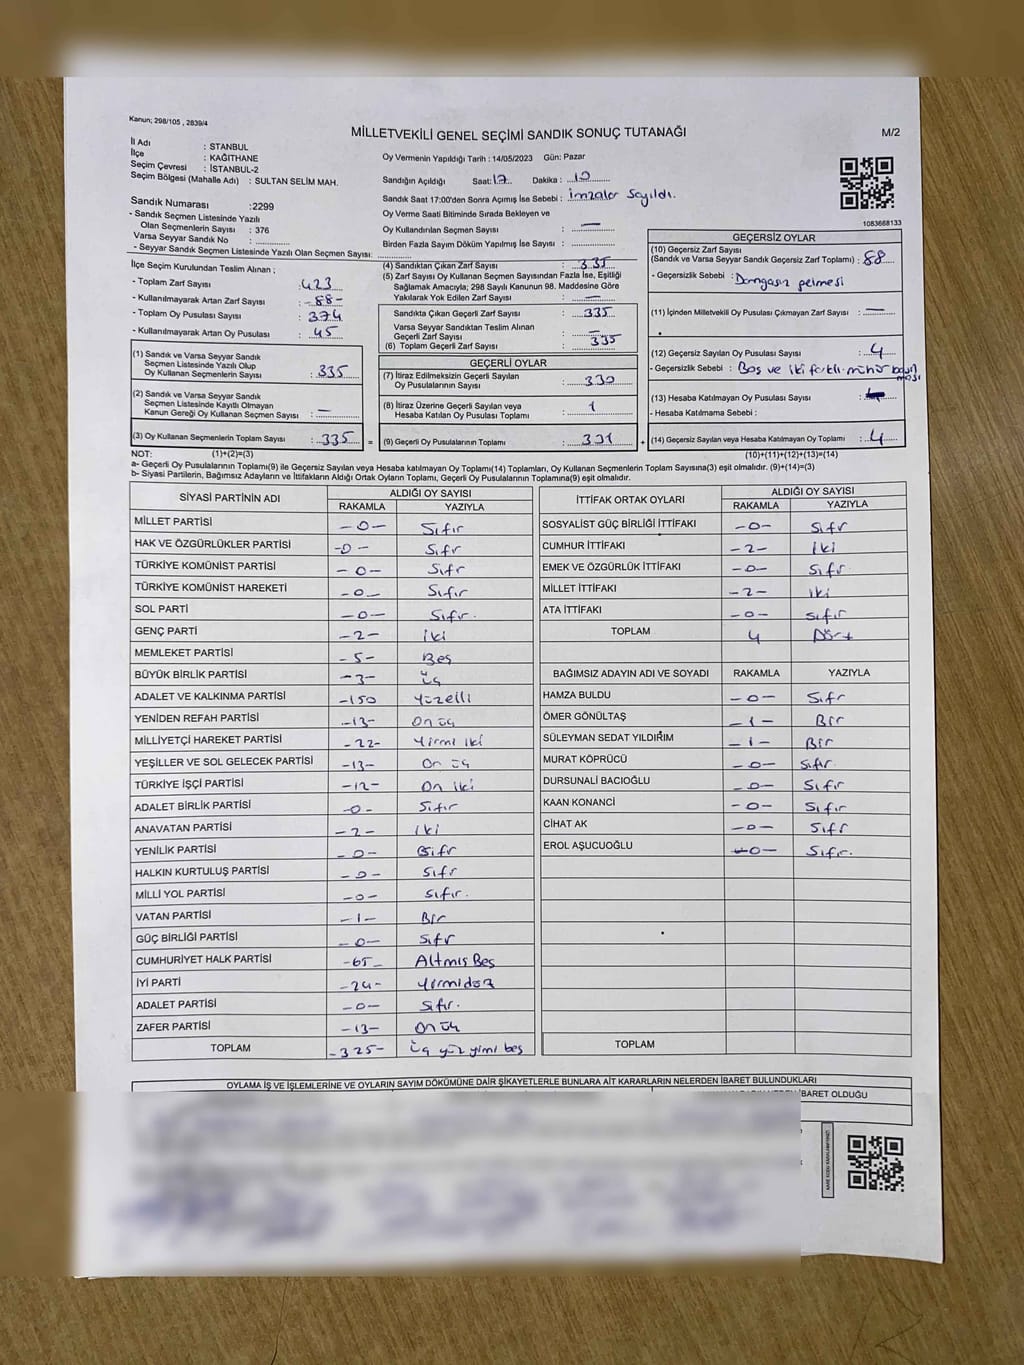 Kanun; 298/105 , 2839/4
MİLLETVEKİLİ GENEL SEÇİMİ SANDIK SONUÇ TUTANAĞI
M/2
İl Adı : STANBUL
İlçe : KAĞITHANE
Seçim Çevresi : İSTANBUL-2
Seçim Bölgesi (Mahalle Adı) : SULTAN SELİM MAH.
Oy Vermenin Yapıldığı Tarih : 14/05/2023 Gün: Pazar
Sandığın Açıldığı Saat: 17 Dakika : 10
Sandık Saat 17:00'den Sonra Açımış İse Sebebi : İmzalar Sayıldı.
Oy Verme Saati Bitiminde Sırada Bekleyen ve
Oy Kullandırılan Seçmen Sayısı : —
Birden Fazla Sayım Döküm Yapılmış İse Sayısı :
1083668133
Sandık Numarası :2299
- Sandık Seçmen Listesinde Yazılı
Olan Seçmenlerin Sayısı : 376
Varsa Seyyar Sandık No :
- Seyyar Sandık Seçmen Listesinde Yazılı Olan Seçmen Sayısı:
İlçe Seçim Kurulundan Teslim Alınan ;
- Toplam Zarf Sayısı : 423
- Kullanılmayarak Artan Zarf Sayısı : -88-
- Toplam Oy Pusulası Sayısı : 374
- Kullanılmayarak Artan Oy Pusulası : 45
(1) Sandık ve Varsa Seyyar Sandık
Seçmen Listesinde Yazılı Olup
Oy Kullanan Seçmenlerin Sayısı : 335
(2) Sandık ve Varsa Seyyar Sandık
Seçmen Listesinde Kayıtlı Olmayan
Kanun Gereği Oy Kullanan Seçmen Sayısı : —
(3) Oy Kullanan Seçmenlerin Toplam Sayısı : 335 =
(4) Sandıktan Çıkan Zarf Sayısı : 335
(5) Zarf Sayısı Oy Kullanan Seçmen Sayısından Fazla İse, Eşitliği
Sağlamak Amacıyla; 298 Sayılı Kanunun 98. Maddesine Göre
Yakılarak Yok Edilen Zarf Sayısı : —
Sandıkta Çıkan Geçerli Zarf Sayısı : 335
Varsa Seyyar Sandıktan Teslim Alınan
Geçerli Zarf Sayısı : —
(6) Toplam Geçerli Zarf Sayısı : 335
GEÇERLİ OYLAR
(7) İtiraz Edilmeksizin Geçerli Sayılan
Oy Pusulalarının Sayısı : 330
(8) İtiraz Üzerine Geçerli Sayılan veya
Hesaba Katılan Oy Pusulası Toplamı : 1
(9) Geçerli Oy Pusulalarının Toplamı : 331 +
GEÇERSİZ OYLAR
(10) Geçersiz Zarf Sayısı
(Sandık ve Varsa Seyyar Sandık Geçersiz Zarf Toplamı) : 88
- Geçersizlik Sebebi : Damgasız gelmesi
(11) İçinden Milletvekili Oy Pusulası Çıkmayan Zarf Sayısı : —
(12) Geçersiz Sayılan Oy Pusulası Sayısı : 4
- Geçersizlik Sebebi : Boş ve iki farklı mühür
(13) Hesaba Katılmayan Oy Pusulası Sayısı :
- Hesaba Katılmama Sebebi :
(14) Geçersiz Sayılan veya Hesaba Katılmayan Oy Toplamı : 4
NOT: (1)+(2)=(3) (10)+(11)+(12)+(13)=(14)
a- Geçerli Oy Pusulalarının Toplamı(9) ile Geçersiz Sayılan veya Hesaba katılmayan Oy Toplamı(14) Toplamları, Oy Kullanan Seçmenlerin Toplam Sayısına(3) eşit olmalıdır. (9)+(14)=(3)
b- Siyasi Partilerin, Bağımsız Adayların ve İttifakların Aldığı Ortak Oyların Toplamı, Geçerli Oy Pusulalarının Toplamına(9) eşit olmalıdır.
SİYASİ PARTİNİN ADI
ALDIĞI OY SAYISI
RAKAMLA YAZIYLA
MİLLET PARTİSİ -0- Sıfır
HAK VE ÖZGÜRLÜKLER PARTİSİ -0- Sıfır
TÜRKİYE KOMÜNİST PARTİSİ -0- Sıfır
TÜRKİYE KOMÜNİST HAREKETİ -0- Sıfır
SOL PARTİ -0- Sıfır.
GENÇ PARTİ -2- İki
MEMLEKET PARTİSİ -5- Beş
BÜYÜK BİRLİK PARTİSİ -3- Üç
ADALET VE KALKINMA PARTİSİ -150 Yüzelli
YENİDEN REFAH PARTİSİ -13- On üç
MİLLİYETÇİ HAREKET PARTİSİ -22- Yirmi iki
YEŞİLLER VE SOL GELECEK PARTİSİ -13- On üç
TÜRKİYE İŞÇİ PARTİSİ -12- On iki
ADALET BİRLİK PARTİSİ -0- Sıfır
ANAVATAN PARTİSİ -2- İki
YENİLİK PARTİSİ -0- Sıfır
HALKIN KURTULUŞ PARTİSİ -0- Sıfır
MİLLİ YOL PARTİSİ -0- Sıfır.
VATAN PARTİSİ -1- Bir
GÜÇ BİRLİĞİ PARTİSİ -0- Sıfır
CUMHURİYET HALK PARTİSİ -65- Altmış Beş
İYİ PARTİ -24- Yirmidör
ADALET PARTİSİ -0- Sıfır.
ZAFER PARTİSİ -13- On üç
TOPLAM -325- Üç yüz yimi beş
İTTİFAK ORTAK OYLARI
ALDIĞI OY SAYISI
RAKAMLA YAZIYLA
SOSYALİST GÜÇ BİRLİĞİ İTTİFAKI -0- Sıfır
CUMHUR İTTİFAKI -2- İki
EMEK VE ÖZGÜRLÜK İTTİFAKI -0- Sıfır
MİLLET İTTİFAKI -2- iki
ATA İTTİFAKI -0- sıfır
TOPLAM 4 Dört
BAĞIMSIZ ADAYIN ADI VE SOYADI RAKAMLA YAZIYLA
HAMZA BULDU -0- Sıfır
ÖMER GÖNÜLTAŞ -1- Bir
SÜLEYMAN SEDAT YILDIRIM -1- Bir
MURAT KÖPRÜCÜ -0- Sıfır.
DURSUNALİ BACIOĞLU -0- Sıfır
KAAN KONANCİ -0- Sıfır
CİHAT AK -0- Sıfır
EROL AŞUCUOĞLU -0- Sıfır.
TOPLAM
OYLAMA İŞ VE İŞLEMLERİNE VE OYLARIN SAYIM DÖKÜMÜNE DAİR ŞİKAYETLERLE BUNLARA AİT KARARLARIN NELERDEN İBARET BULUNDUKLARI
İBARET OLDUĞU